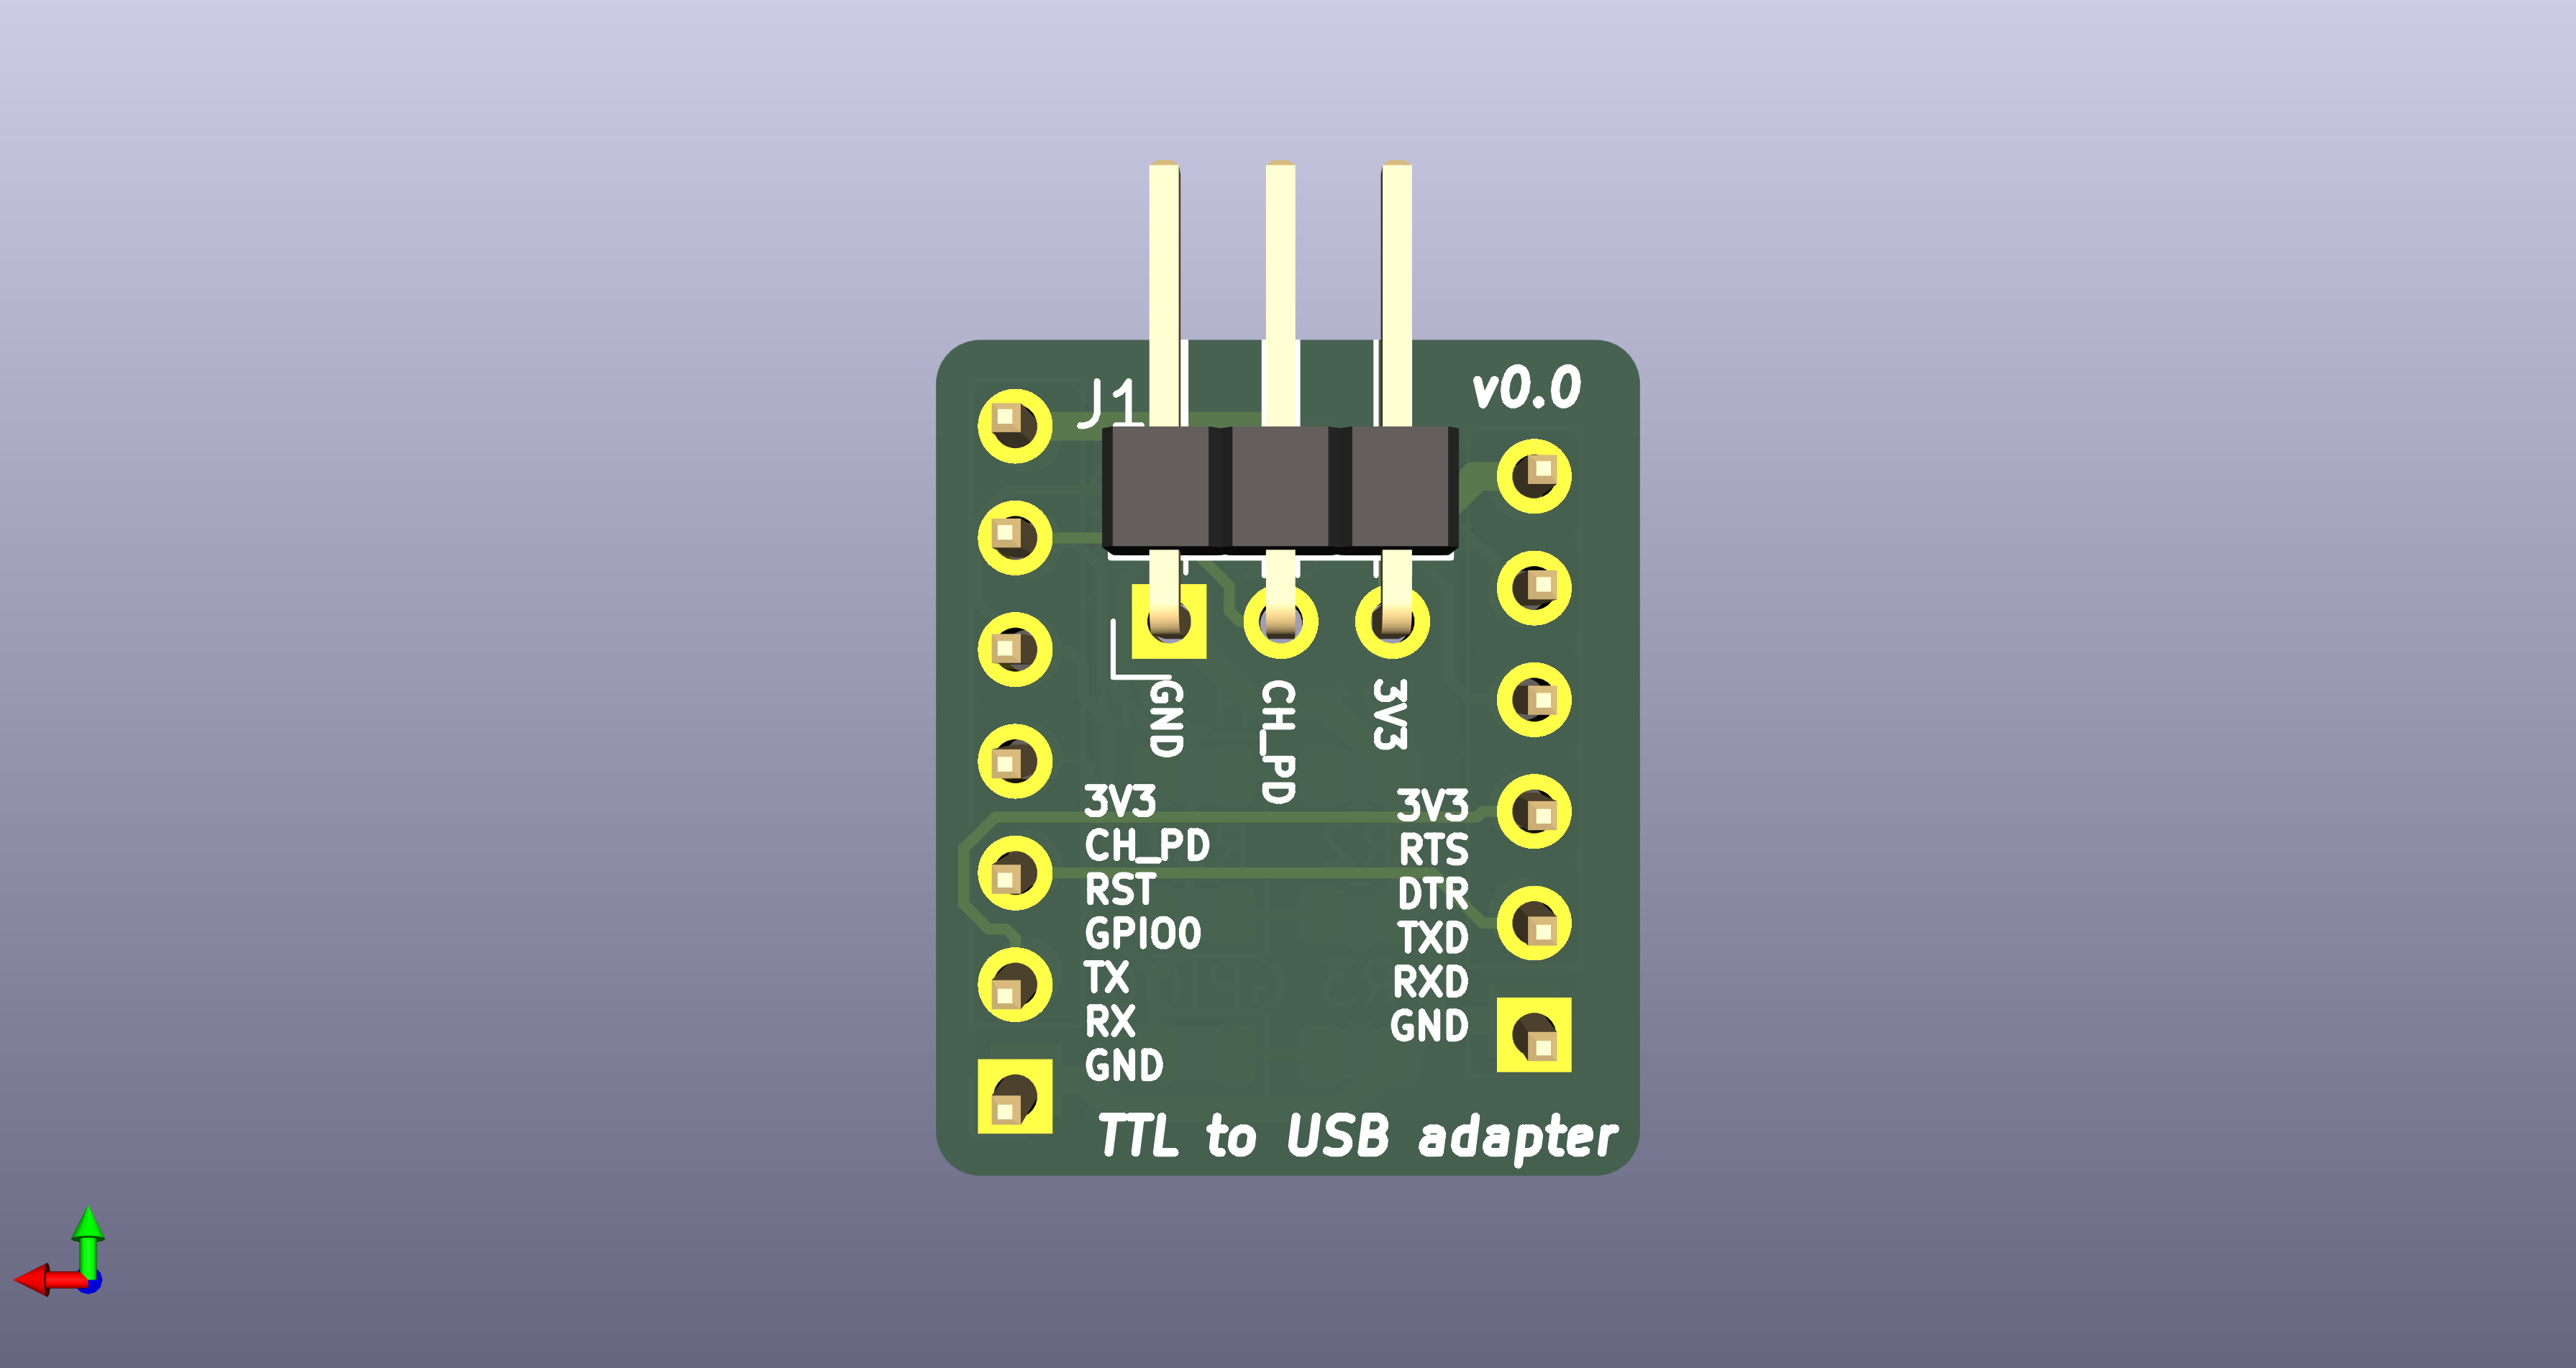 J1
v0.0
GND
CH_PD
3V3
3V3
CH_PD
RST
GPIO0
TX
RX
GND
3V3
RTS
DTR
TXD
RXD
GND
TTL to USB adapter